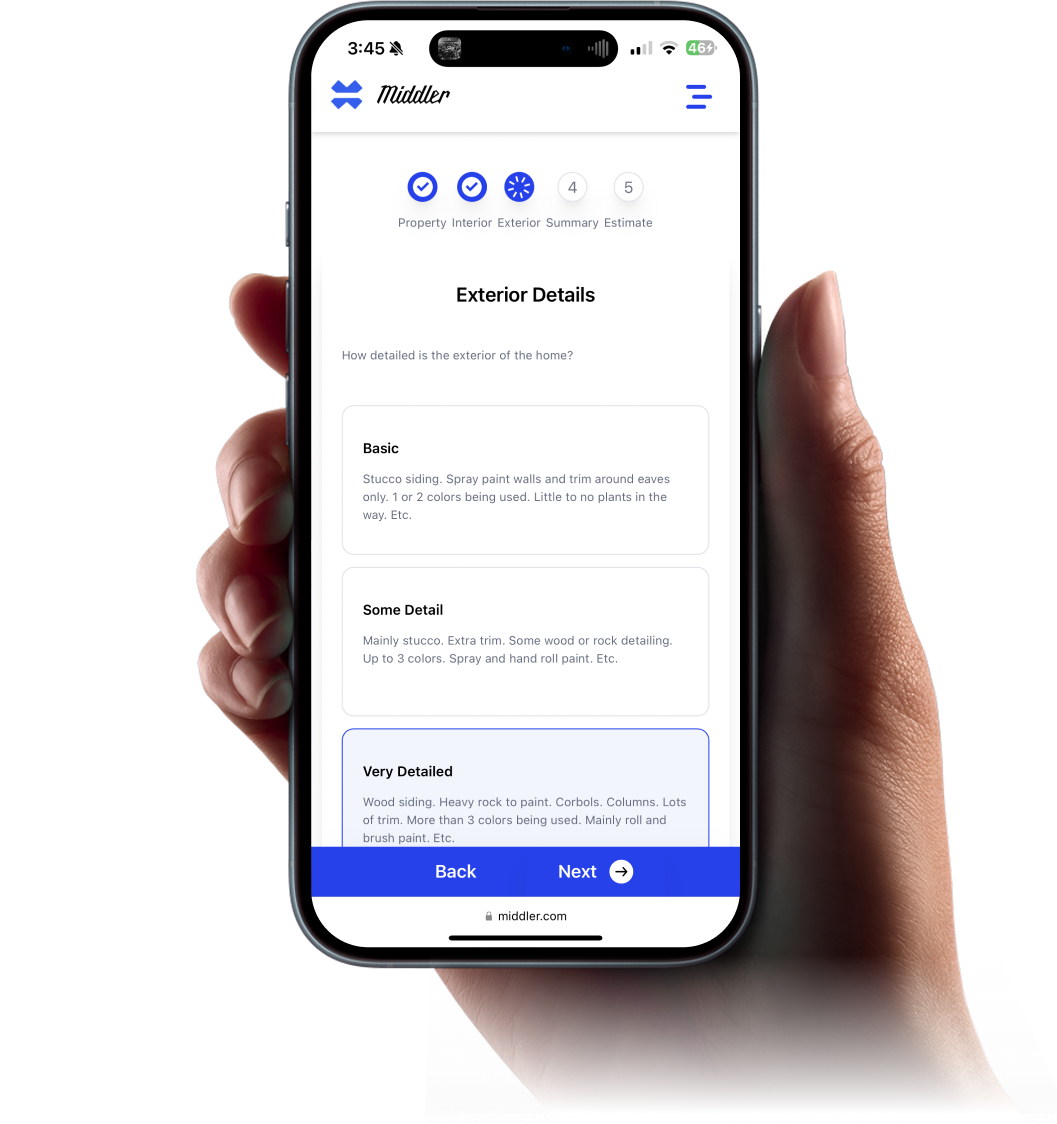 3:45 46
Middler
4 5
Property Interior Exterior Summary Estimate
Exterior Details
How detailed is the exterior of the home?
Basic
Stucco siding. Spray paint walls and trim around eaves
only. 1 or 2 colors being used. Little to no plants in the
way. Etc.
Some Detail
Mainly stucco. Extra trim. Some wood or rock detailing.
Up to 3 colors. Spray and hand roll paint. Etc.
Very Detailed
Wood siding. Heavy rock to paint. Corbols. Columns. Lots
of trim. More than 3 colors being used. Mainly roll and
brush paint. Etc.
Back Next
middler.com